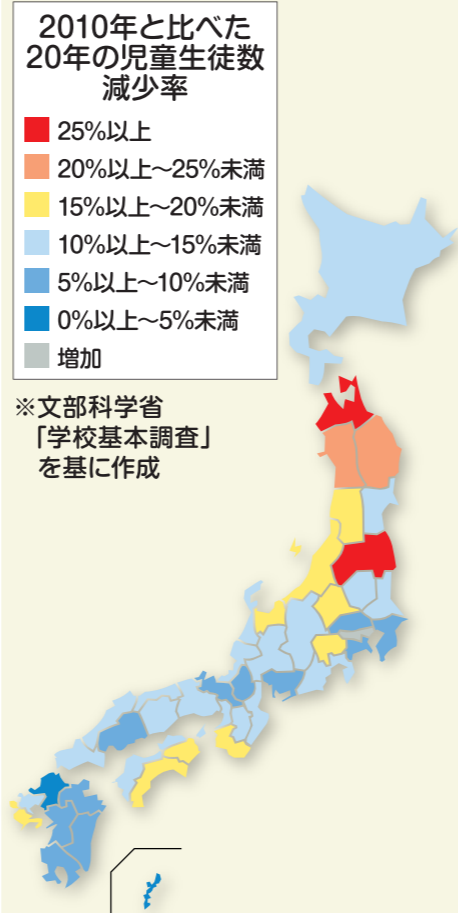 2010年と比べた
20年の児童生徒数
減少率
25%以上
20%以上〜25%未満
15%以上〜20%未満
10%以上〜15%未満
5%以上〜10%未満
0%以上〜5%未満
増加
※文部科学省
「学校基本調査」
を基に作成